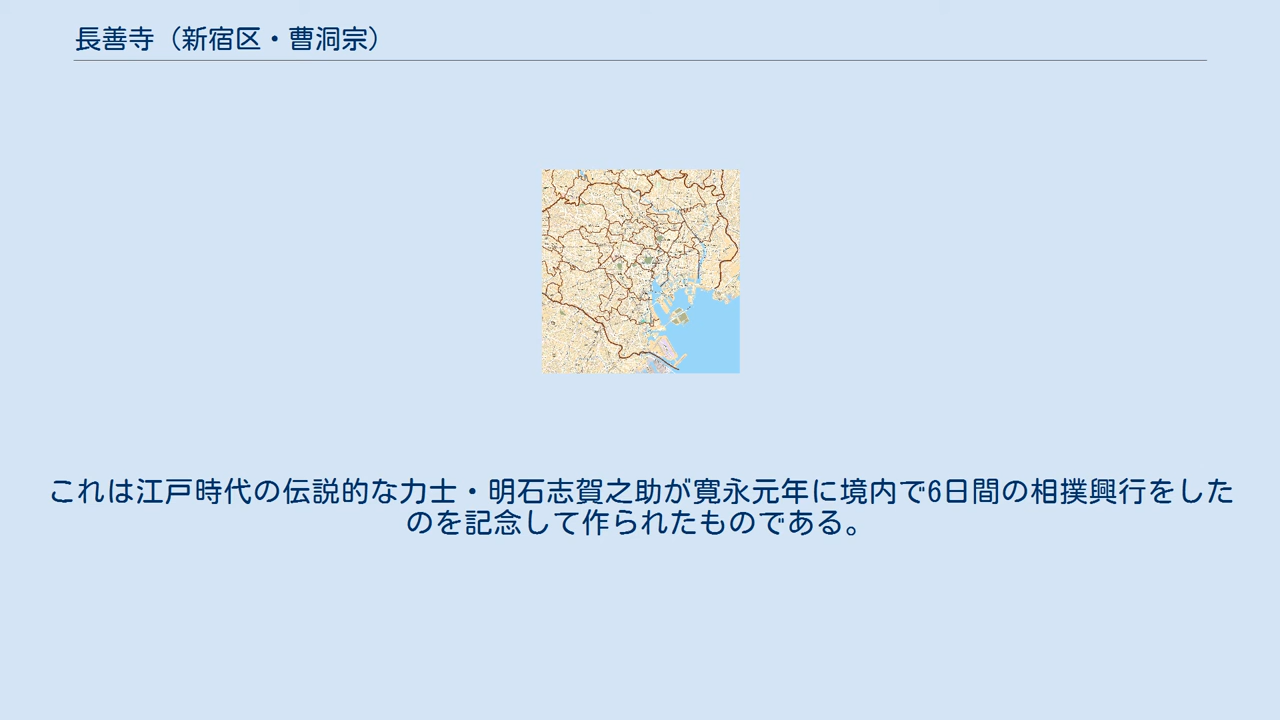 長善寺（新宿区・曹洞宗）
これは江戸時代の伝説的な力士・明石志賀之助が寛永元年に境内で6日間の相撲興行をした
のを記念して作られたものである。